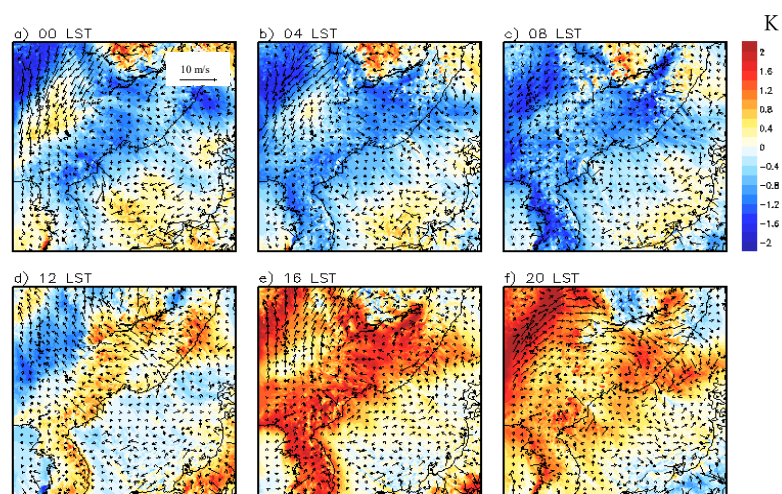 a) 00 LST
b) 04 LST
c) 08 LST
K
10 m/s
2
1.6
1.2
0.8
0.4
0
-0.4
-0.8
-1.2
-1.6
-2
d) 12 LST
e) 16 LST
f) 20 LST